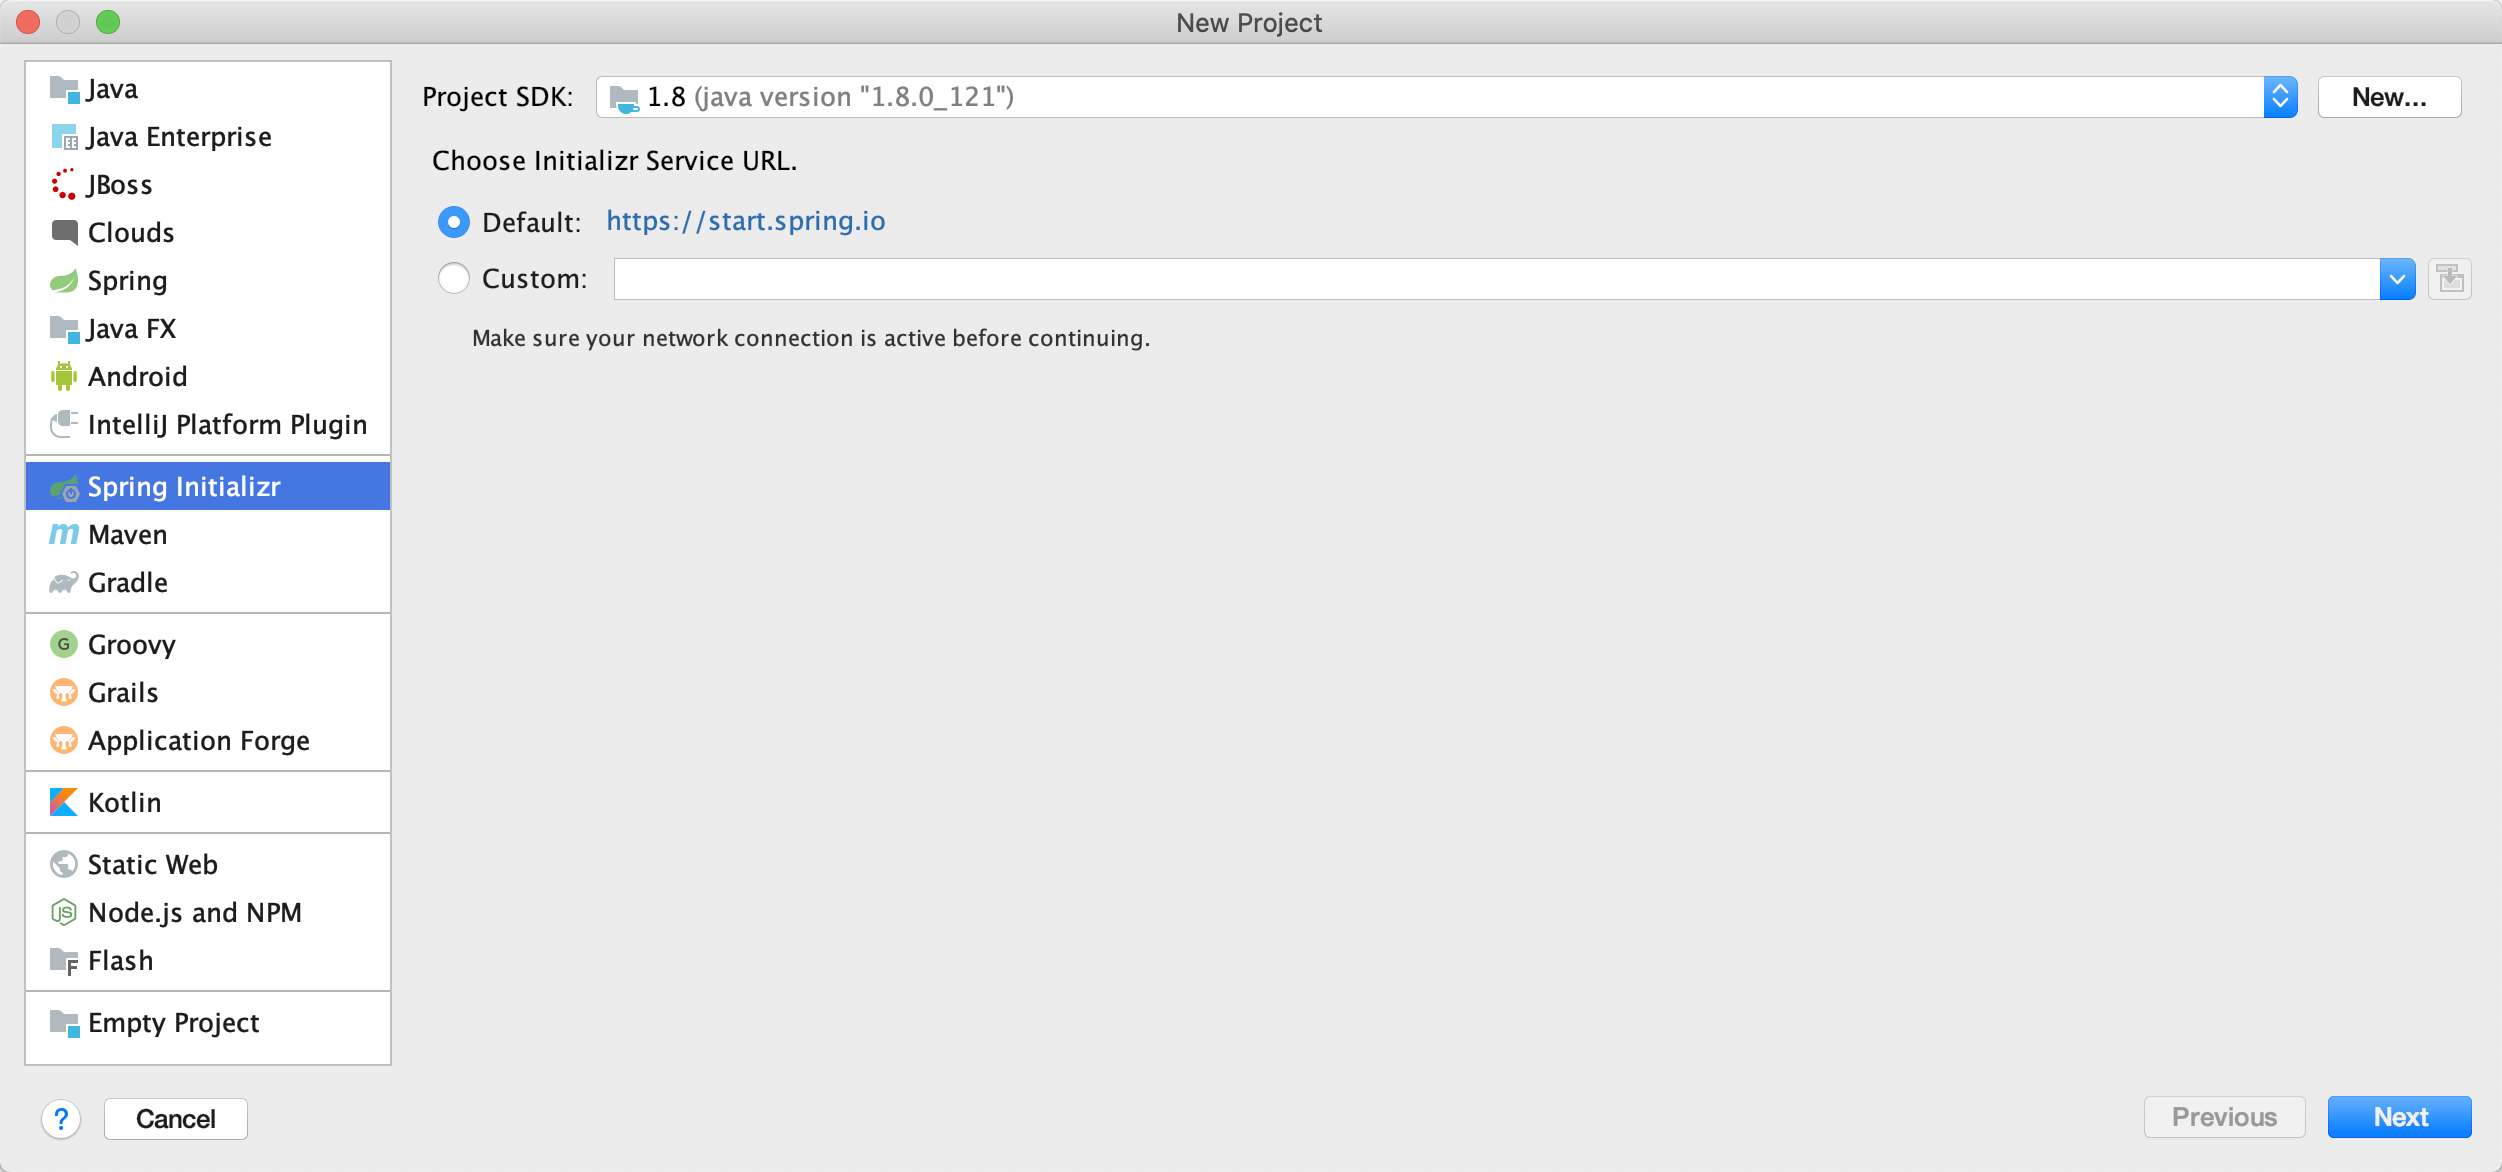 New Project
Java
Java Enterprise
JBoss
Clouds
Spring
Java FX
Android
IntelliJ Platform Plugin
Spring Initializr
Maven
Gradle
G Groovy
Grails
Application Forge
Kotlin
Static Web
Node.js and NPM
Flash
Empty Project
Project SDK: 1.8 (java version "1.8.0_121") New...
Choose Initializr Service URL.
Default: https://start.spring.io
Custom:
Make sure your network connection is active before continuing.
? Cancel Previous Next